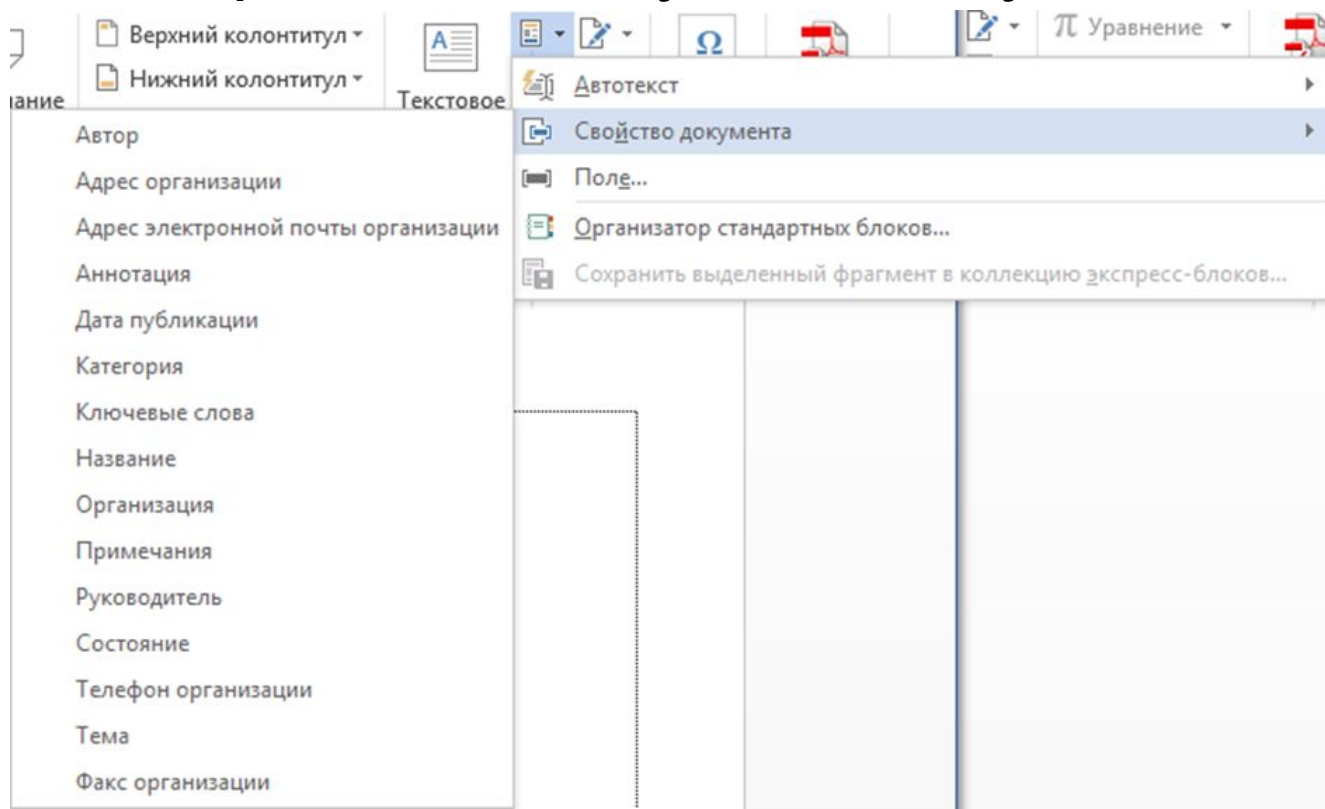 Верхний колонтитул
Нижний колонтитул
Текстовое
Ω
π Уравнение
Автотекст
Свойство документа
Поле...
Организатор стандартных блоков...
Сохранить выделенный фрагмент в коллекцию экспресс-блоков...
Автор
Адрес организации
Адрес электронной почты организации
Аннотация
Дата публикации
Категория
Ключевые слова
Название
Организация
Примечания
Руководитель
Состояние
Телефон организации
Тема
Факс организации